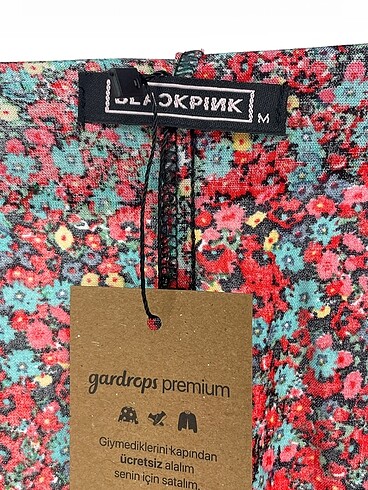 BLACKPINK
M
gardrops premium
Giymediklerini kapından
ücretsiz alalım
senin için satalım.